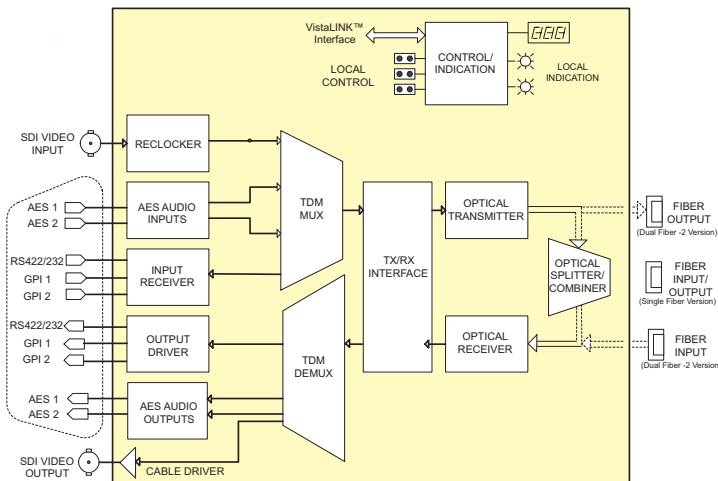 VistaLINK™
Interface
CONTROL/
INDICATION
LOCAL
CONTROL
LOCAL
INDICATION
SDI VIDEO
INPUT
RECLOCKER
AES 1
AES 2
AES AUDIO
INPUTS
TDM
MUX
RS422/232
GPI 1
GPI 2
INPUT
RECEIVER
TX/RX
INTERFACE
OPTICAL
TRANSMITTER
FIBER
OUTPUT
(Dual Fiber -2 Version)
OPTICAL
SPLITTER/
COMBINER
FIBER
INPUT/
OUTPUT
(Single Fiber Version)
RS422/232
GPI 1
GPI 2
OUTPUT
DRIVER
TDM
DEMUX
OPTICAL
RECEIVER
FIBER
INPUT
(Dual Fiber -2 Version)
AES 1
AES 2
AES AUDIO
OUTPUTS
SDI VIDEO
OUTPUT
CABLE DRIVER